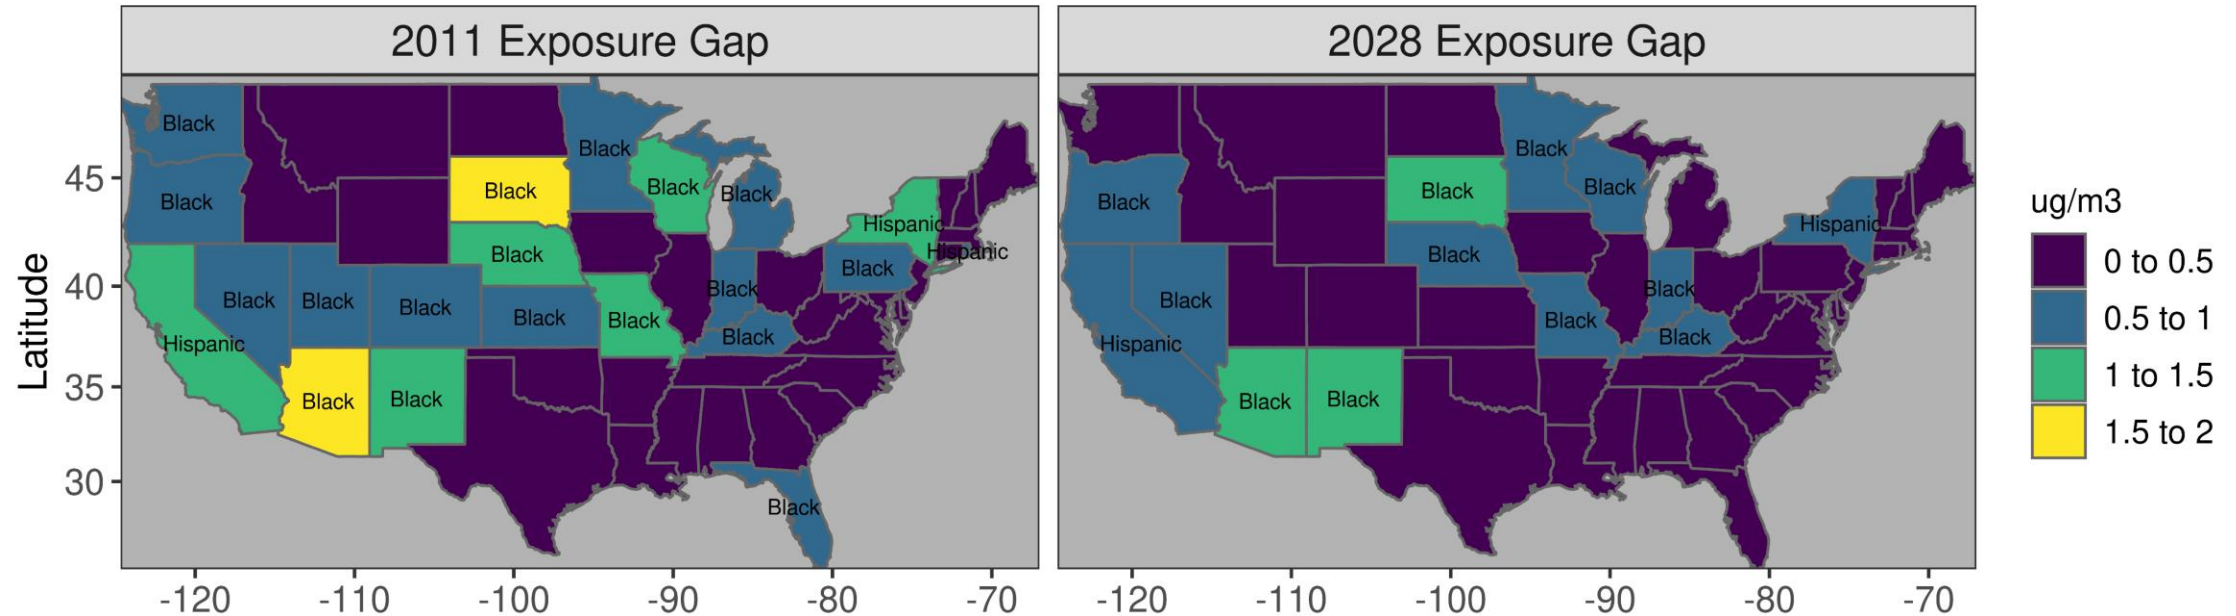 2011 Exposure Gap
2028 Exposure Gap
Latitude
45
40
35
30
Black
Black
Black
Black
Black
Black
Black
Hispanic
Hispanic
Black
Black
Black
Black
Black
Black
Black
Black
Black
Hispanic
Black
Black
Black
Black
-120
-110
-100
-90
-80
-70
Black
Black
Black
Black
Hispanic
Black
Black
Black
Black
Black
Hispanic
Black
Black
Black
-120
-110
-100
-90
-80
-70
ug/m3
0 to 0.5
0.5 to 1
1 to 1.5
1.5 to 2